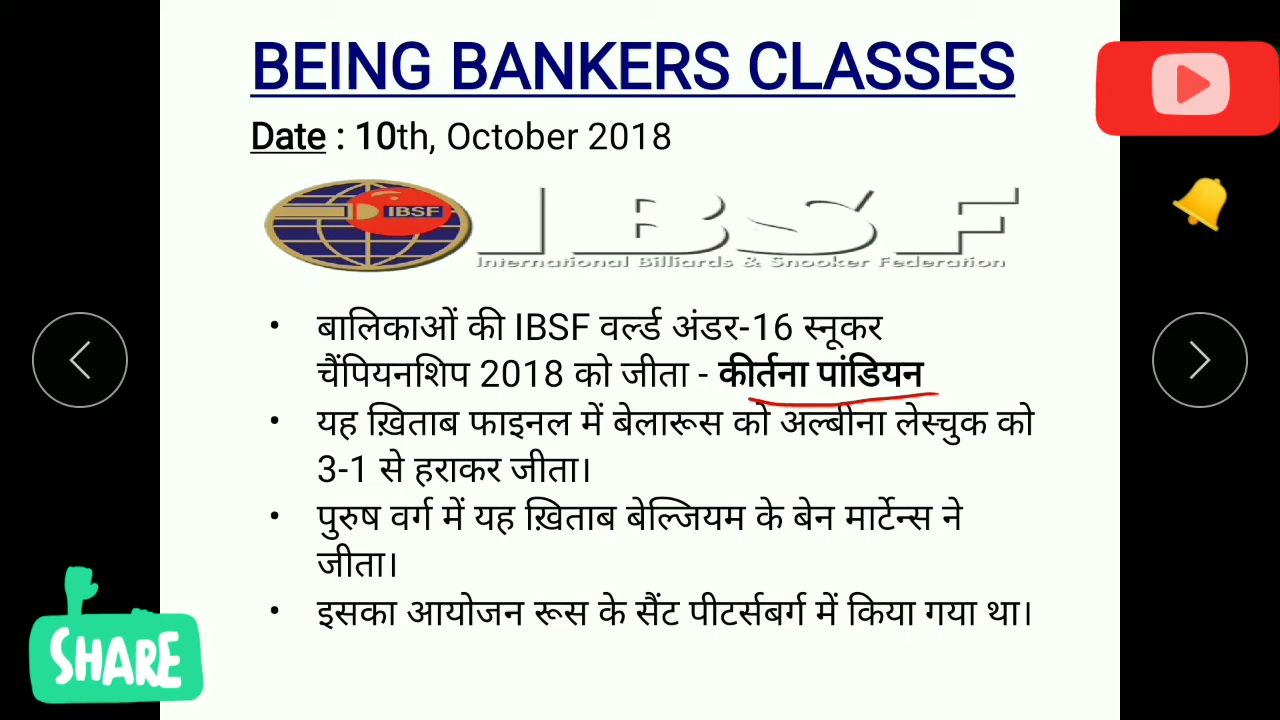 BEING BANKERS CLASSES
Date : 10th, October 2018
IBSF
IBSF
International Billiards & Snooker Federation
• बालिकाओं की IBSF वर्ल्ड अंडर-16 स्नूकर
चैंपियनशिप 2018 को जीता - कीर्तना पांडियन
• यह ख़िताब फाइनल में बेलारूस को अल्बीना लेस्चुक को
3-1 से हराकर जीता।
• पुरुष वर्ग में यह ख़िताब बेल्जियम के बेन मार्टेन्स ने
जीता।
• इसका आयोजन रूस के सैंट पीटर्सबर्ग में किया गया था।
SHARE